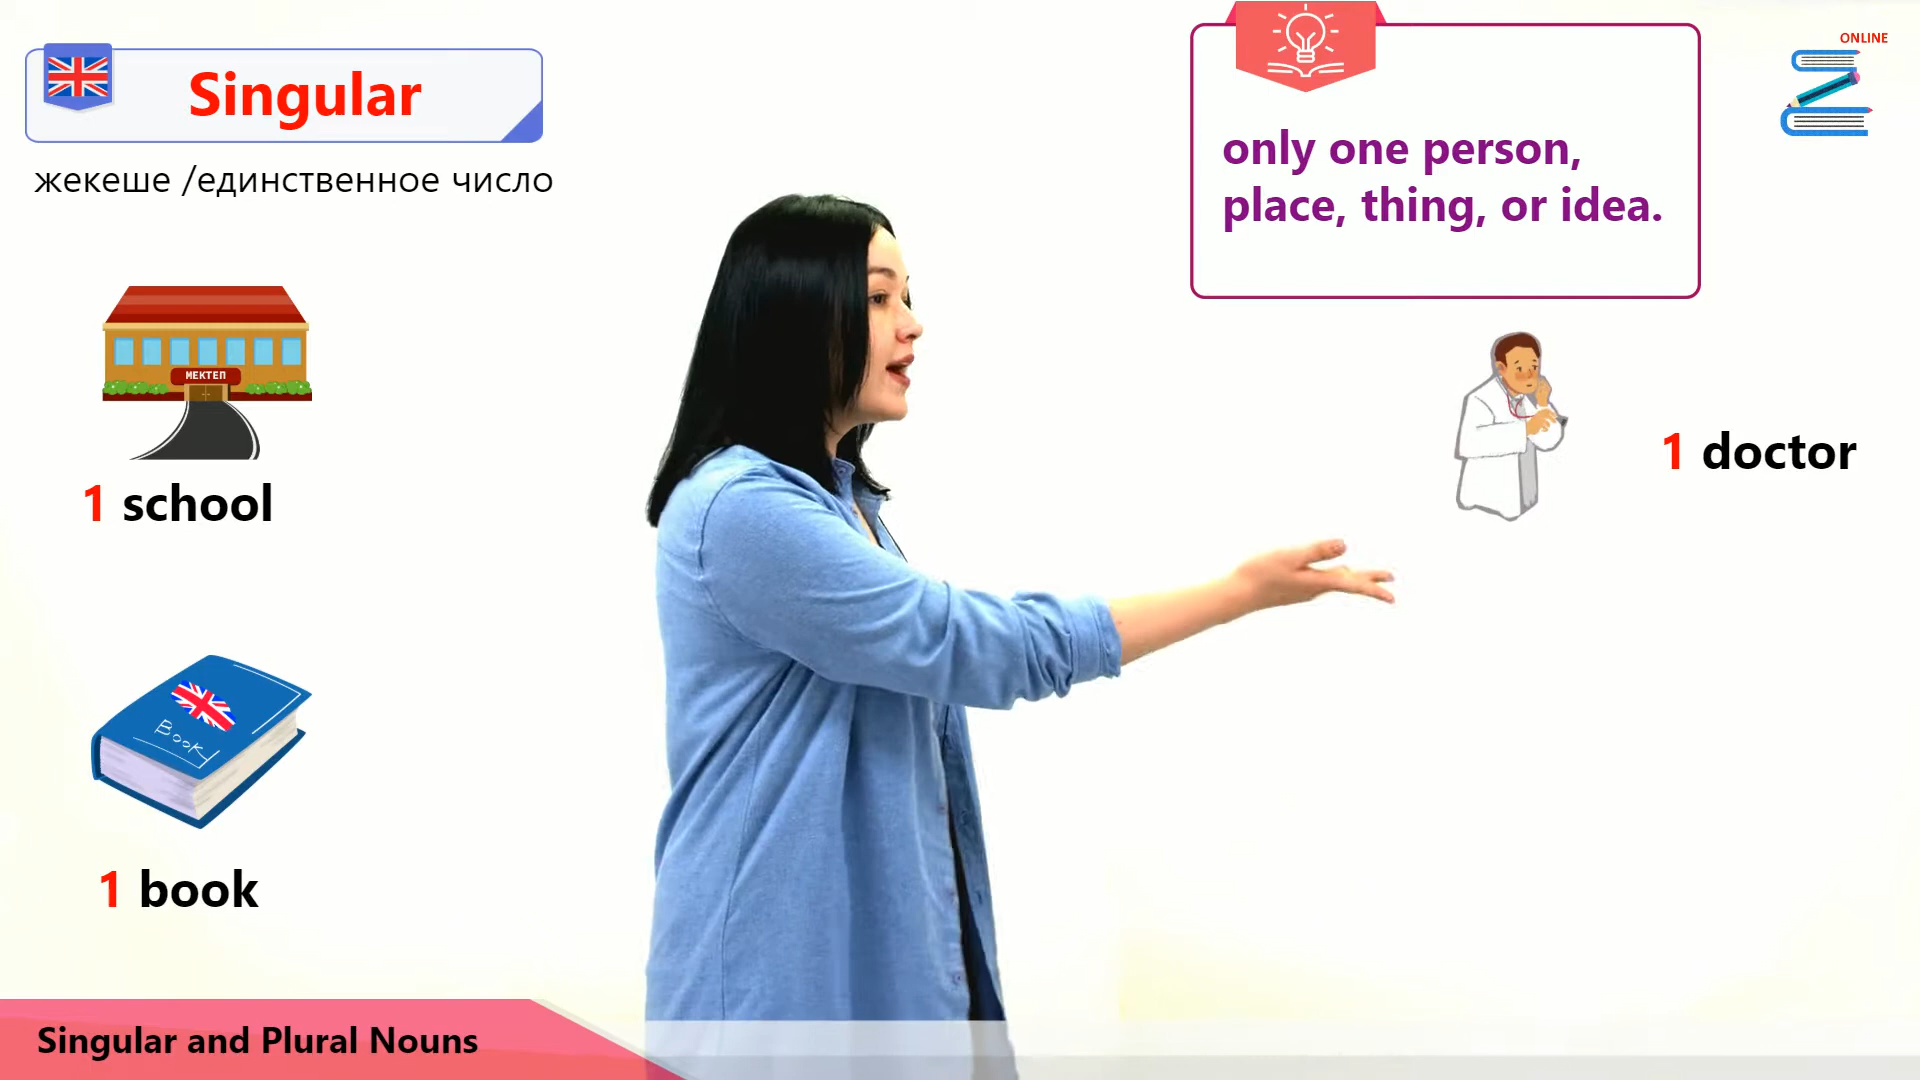 Singular
жекеше /единственное число
only one person,
place, thing, or idea.
ONLINE
МЕКТЕП
1 school
1 doctor
Book
1 book
Singular and Plural Nouns